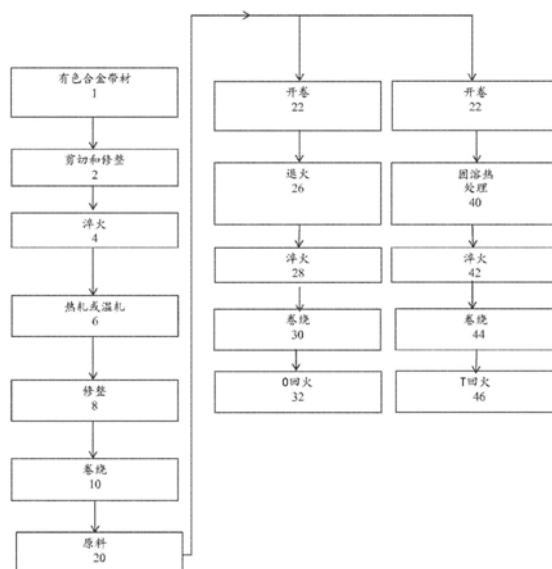 有色合金带材
1
剪切和修整
2
淬火
4
热轧或温轧
6
修整
8
卷绕
10
原料
20
开卷
22
退火
26
淬火
28
卷绕
30
O回火
32
开卷
22
固溶热
处理
40
淬火
42
卷绕
44
T回火
46